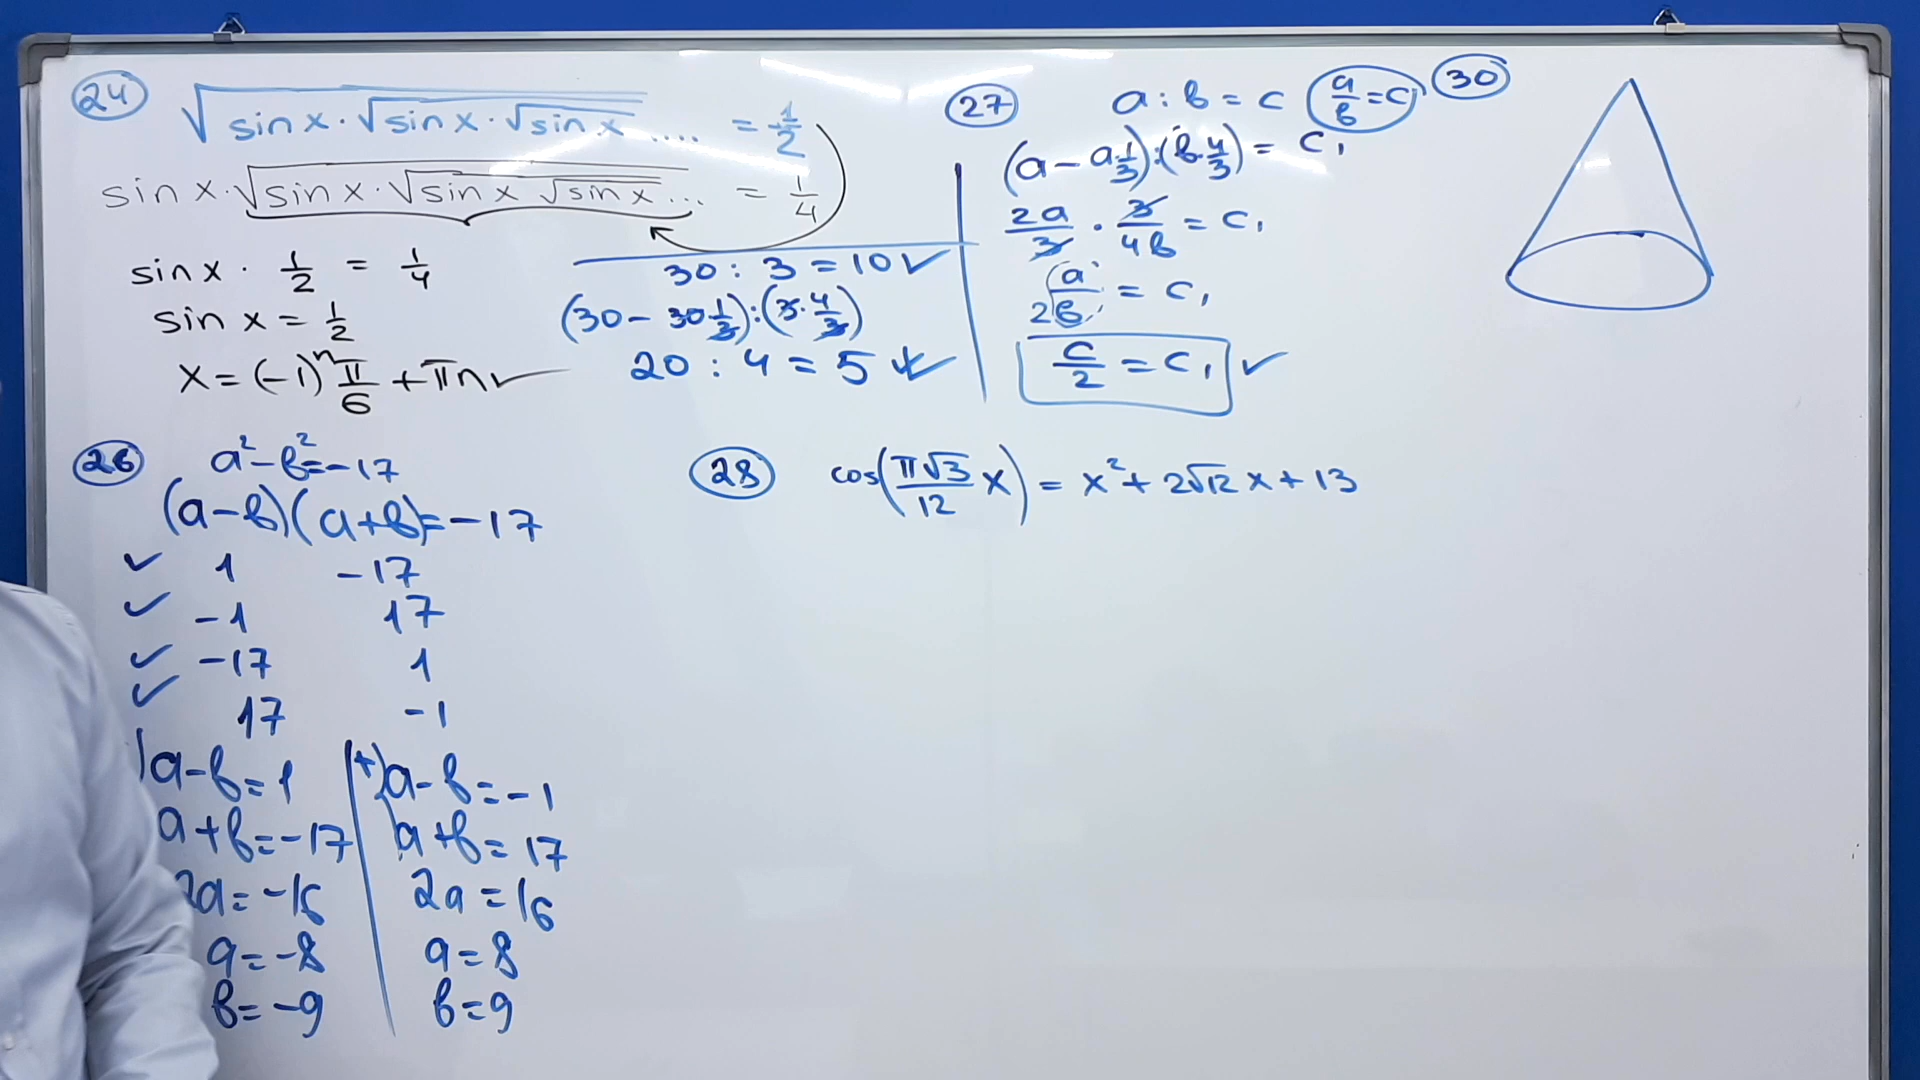 24 √(sin x · √(sin x · √(sin x .... = 1/2
sin x · √(sin x · √(sin x √(sin x ... = 1/4
sin x · 1/2 = 1/4
sin x = 1/2
x = (-1)ⁿ π/6 + πn ✓
30 : 3 = 10 ✓
(30 - 30 1/3) : (3 · 4/3)
20 : 4 = 5 ✓
27 a : в = c a/в = c
(a - a 1/3) : (в · 4/3) = c₁
2a/3 · 3/4в = c₁
a/2в = c₁
c/2 = c₁ ✓
30
26 a² - в² = -17
(a - в)(a + в) = -17
✓ 1 -17
✓ -1 17
✓ -17 1
✓ 17 -1
a - в = 1
a + в = -17
2a = -16
a = -8
в = -9
(+) a - в = -1
a + в = 17
2a = 16
a = 8
в = 9
28 cos(π√3/12 x) = x² + 2√12 x + 13